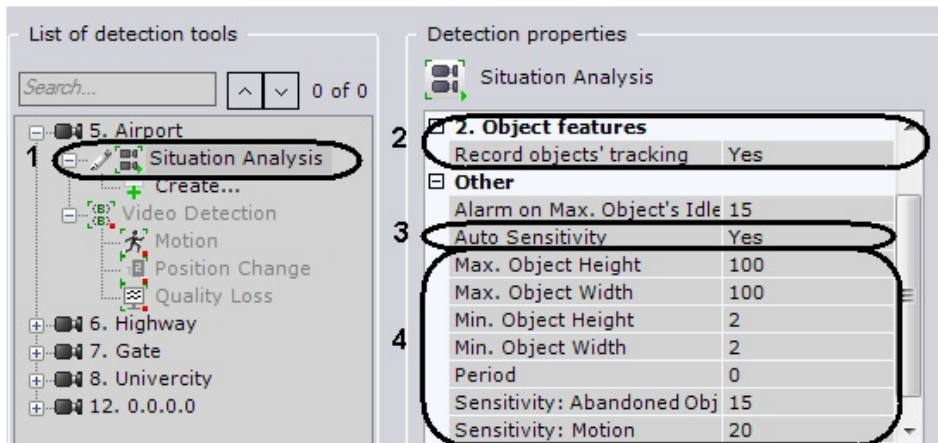 List of detection tools
Search...
0 of 0
5. Airport
1
Situation Analysis
Create...
Video Detection
Motion
Position Change
Quality Loss
6. Highway
7. Gate
8. Univercity
12. 0.0.0.0
Detection properties
Situation Analysis
2
2. Object features
Record objects' tracking Yes
Other
Alarm on Max. Object's Idle 15
3
Auto Sensitivity Yes
4
Max. Object Height 100
Max. Object Width 100
Min. Object Height 2
Min. Object Width 2
Period 0
Sensitivity: Abandoned Obj 15
Sensitivity: Motion 20